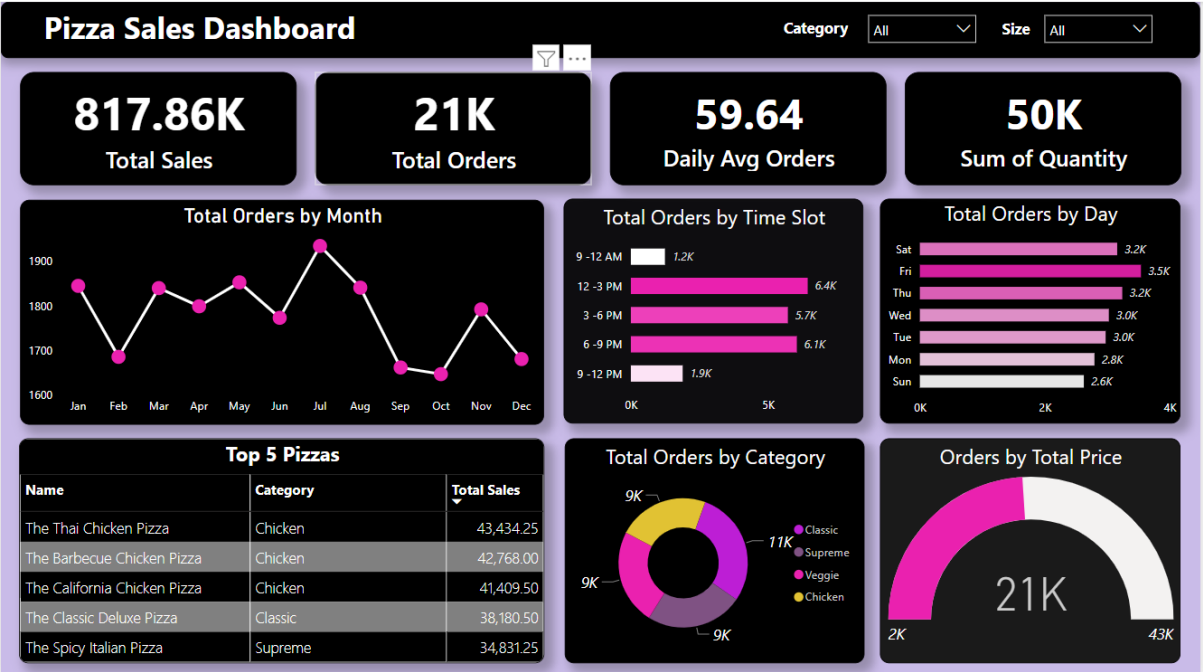 Pizza Sales Dashboard
Category All Size All
817.86K
Total Sales
21K
Total Orders
59.64
Daily Avg Orders
50K
Sum of Quantity
Total Orders by Month
1900
1800
1700
1600
Jan Feb Mar Apr May Jun Jul Aug Sep Oct Nov Dec
Total Orders by Time Slot
9 -12 AM 1.2K
12 -3 PM 6.4K
3 -6 PM 5.7K
6 -9 PM 6.1K
9 -12 PM 1.9K
0K 5K
Total Orders by Day
Sat 3.2K
Fri 3.5K
Thu 3.2K
Wed 3.0K
Tue 3.0K
Mon 2.8K
Sun 2.6K
0K 2K 4K
Top 5 Pizzas
Name Category Total Sales
The Thai Chicken Pizza Chicken 43,434.25
The Barbecue Chicken Pizza Chicken 42,768.00
The California Chicken Pizza Chicken 41,409.50
The Classic Deluxe Pizza Classic 38,180.50
The Spicy Italian Pizza Supreme 34,831.25
Total Orders by Category
9K
11K
9K
9K
Classic
Supreme
Veggie
Chicken
Orders by Total Price
21K
2K 43K